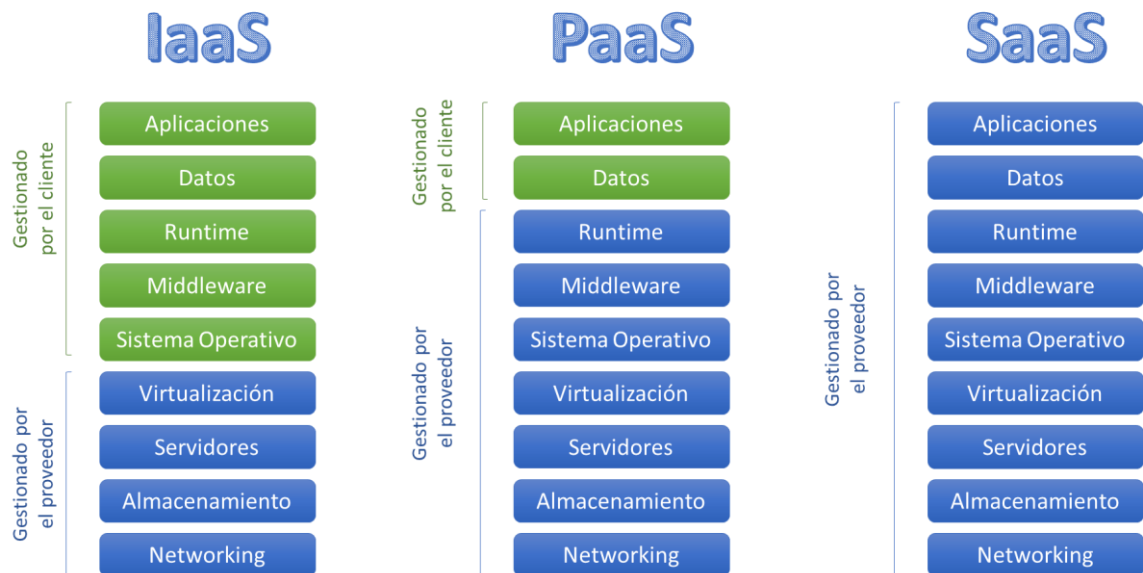 IaaS
Gestionado
por el cliente
Aplicaciones
Datos
Runtime
Middleware
Sistema Operativo
Gestionado por
el proveedor
Virtualización
Servidores
Almacenamiento
Networking
PaaS
Gestionado
por el cliente
Aplicaciones
Datos
Gestionado por
el proveedor
Runtime
Middleware
Sistema Operativo
Virtualización
Servidores
Almacenamiento
Networking
SaaS
Gestionado por
el proveedor
Aplicaciones
Datos
Runtime
Middleware
Sistema Operativo
Virtualización
Servidores
Almacenamiento
Networking